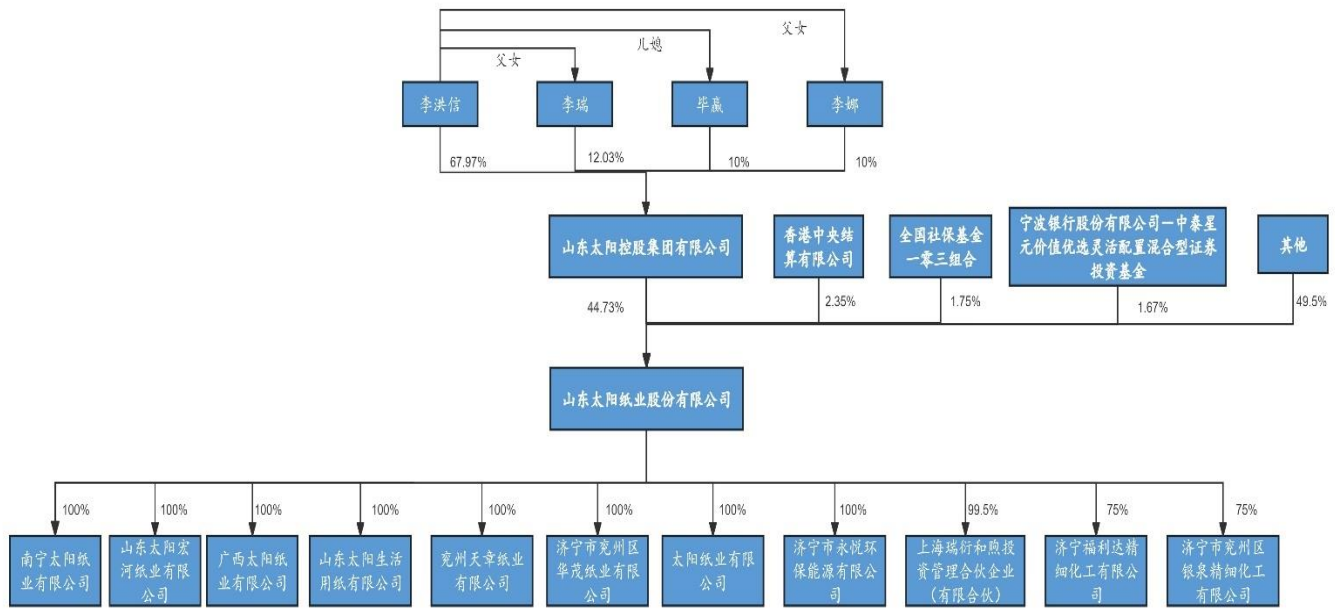 父女
儿媳
父女
李洪信
李瑞
毕赢
李娜
67.97%
12.03%
10%
10%
山东太阳控股集团有限公司
香港中央结
算有限公司
全国社保基金
一零三组合
宁波银行股份有限公司—中泰星
元价值优选灵活配置混合型证券
投资基金
其他
44.73%
2.35%
1.75%
1.67%
49.5%
山东太阳纸业股份有限公司
100%
100%
100%
100%
100%
100%
100%
100%
99.5%
75%
75%
南宁太阳纸
业有限公司
山东太阳宏
河纸业有限
公司
广西太阳纸
业有限公司
山东太阳生活
用纸有限公司
兖州天章纸业
有限公司
济宁市兖州区
华茂纸业有限
公司
太阳纸业有限
公司
济宁市永悦环
保能源有限公
司
上海瑞衍和煦投
资管理合伙企业
（有限合伙）
济宁福利达精
细化工有限公
司
济宁市兖州区
银泉精细化工
有限公司